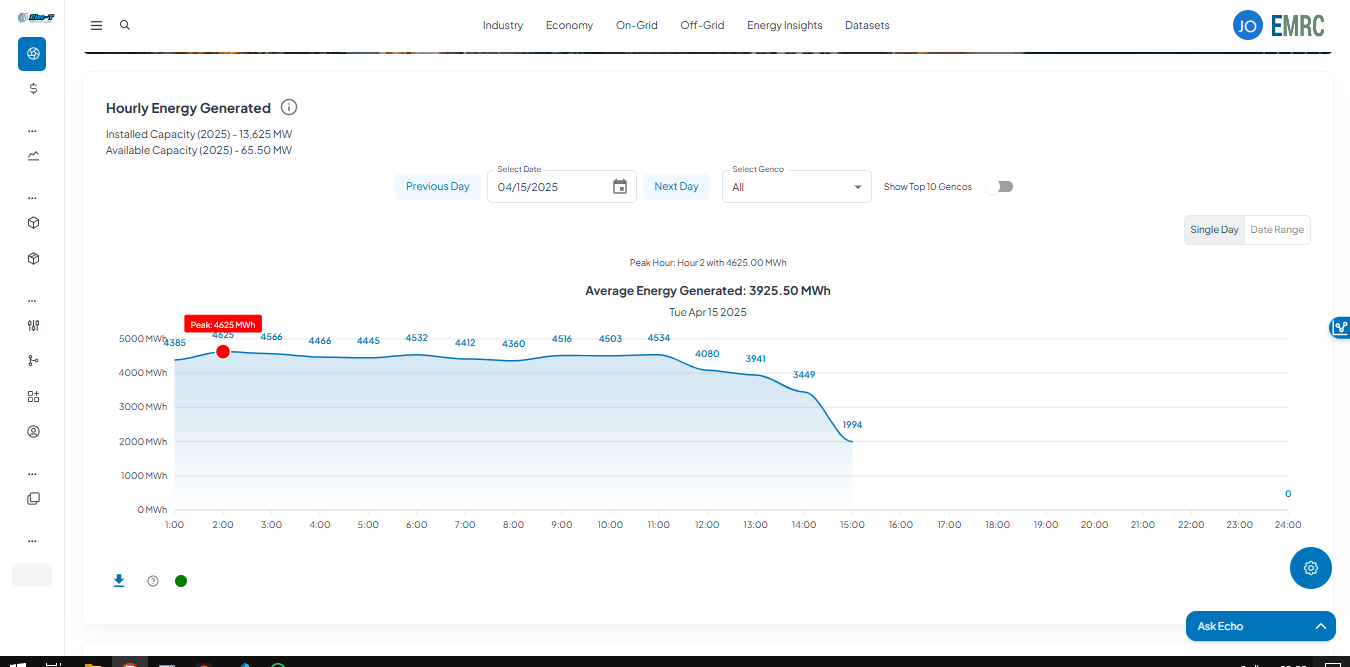 Industry Economy On-Grid Off-Grid Energy Insights Datasets
JO EMRC
Hourly Energy Generated
Installed Capacity (2025) - 13,625 MW
Available Capacity (2025) - 65.50 MW
Previous Day
Select Date
04/15/2025
Next Day
Select Genco
All
Show Top 10 Gencos
Single Day Date Range
Peak Hour: Hour 2 with 4625.00 MWh
Average Energy Generated: 3925.50 MWh
Tue Apr 15 2025
Peak: 4625 MWh
4385 4625 4566 4466 4445 4532 4412 4360 4516 4503 4534 4080 3941 3449 1994 0
5000 MWh
4000 MWh
3000 MWh
2000 MWh
1000 MWh
0 MWh
1:00 2:00 3:00 4:00 5:00 6:00 7:00 8:00 9:00 10:00 11:00 12:00 13:00 14:00 15:00 16:00 17:00 18:00 19:00 20:00 21:00 22:00 23:00 24:00
Ask Echo